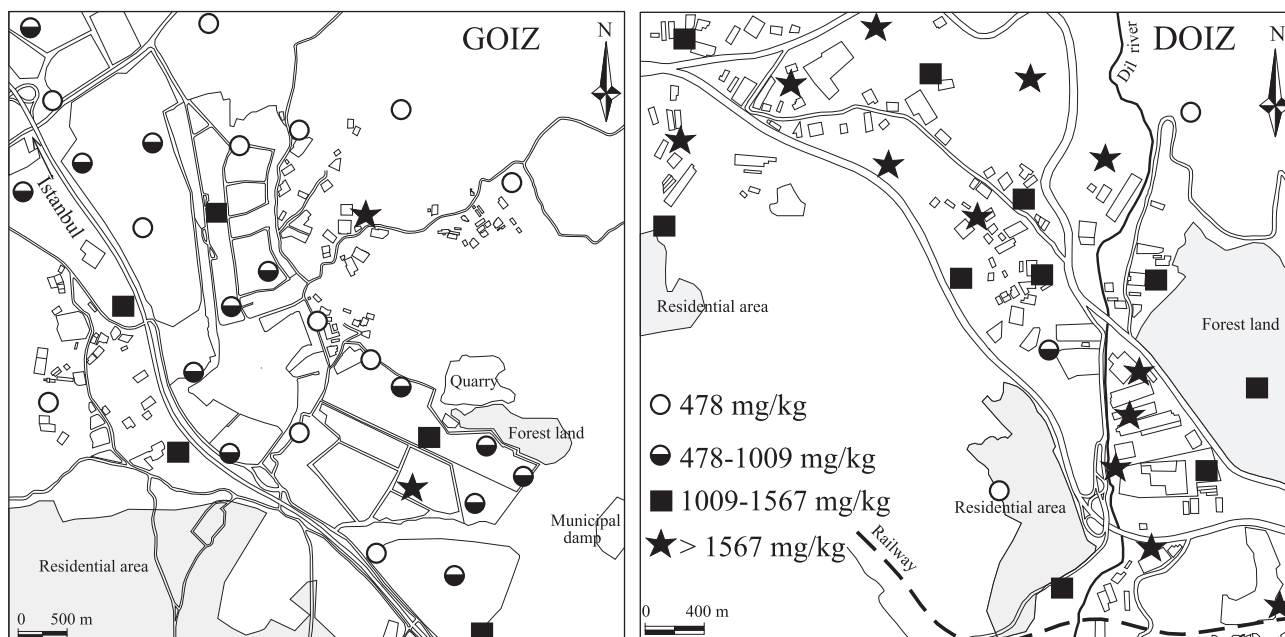 GOIZ
N
Istanbul
Quarry
Forest land
Municipal
damp
Residential area
0 500 m
DOIZ
N
Dil river
Residential area
Forest land
478 mg/kg
478-1009 mg/kg
1009-1567 mg/kg
> 1567 mg/kg
Residential area
Railway
0 400 m